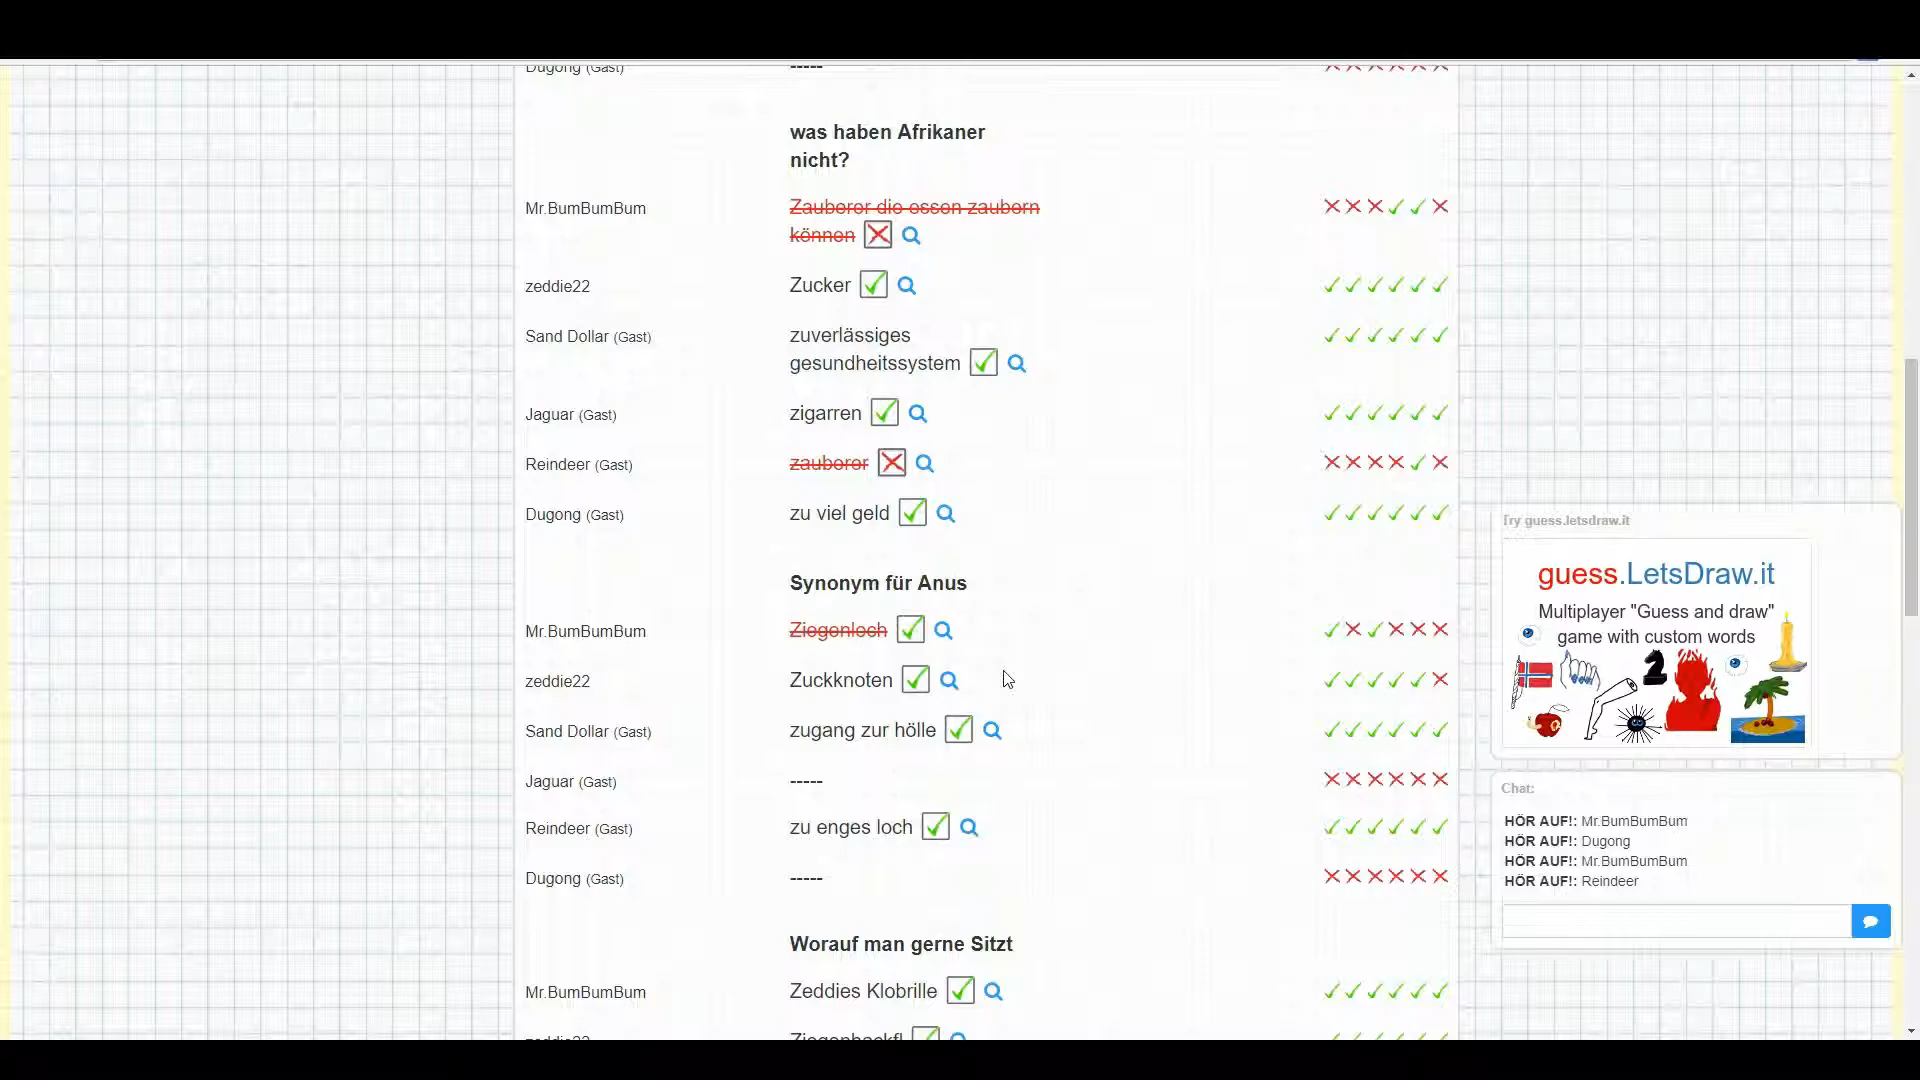 Dugong (Gast) -----
was haben Afrikaner
nicht?
Mr.BumBumBum Zauberer die essen zaubern
können
zeddie22 Zucker
Sand Dollar (Gast) zuverlässiges
gesundheitssystem
Jaguar (Gast) zigarren
Reindeer (Gast) zauberer
Dugong (Gast) zu viel geld
Synonym für Anus
Mr.BumBumBum Ziegenloch
zeddie22 Zuckknoten
Sand Dollar (Gast) zugang zur hölle
Jaguar (Gast) -----
Reindeer (Gast) zu enges loch
Dugong (Gast) -----
Worauf man gerne Sitzt
Mr.BumBumBum Zeddies Klobrille
zeddie22
Try guess.letsdraw.it
guess.LetsDraw.it
Multiplayer "Guess and draw"
game with custom words
Chat:
HÖR AUF!: Mr.BumBumBum
HÖR AUF!: Dugong
HÖR AUF!: Mr.BumBumBum
HÖR AUF!: Reindeer